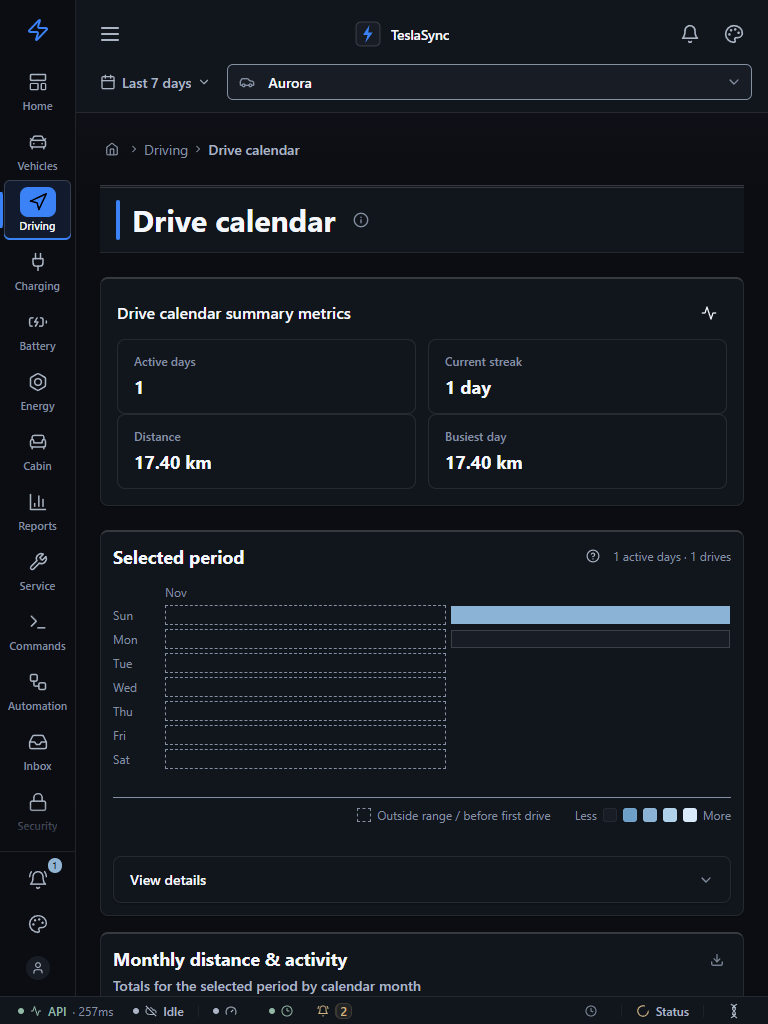 TeslaSync
Last 7 days
Aurora
Home
Vehicles
Driving
Charging
Battery
Energy
Cabin
Reports
Service
Commands
Automation
Inbox
Security
1
Driving
Drive calendar
Drive calendar
Drive calendar summary metrics
Active days
1
Current streak
1 day
Distance
17.40 km
Busiest day
17.40 km
Selected period
1 active days · 1 drives
Nov
Sun
Mon
Tue
Wed
Thu
Fri
Sat
Outside range / before first drive
Less
More
View details
Monthly distance & activity
Totals for the selected period by calendar month
API · 257ms
Idle
2
Status